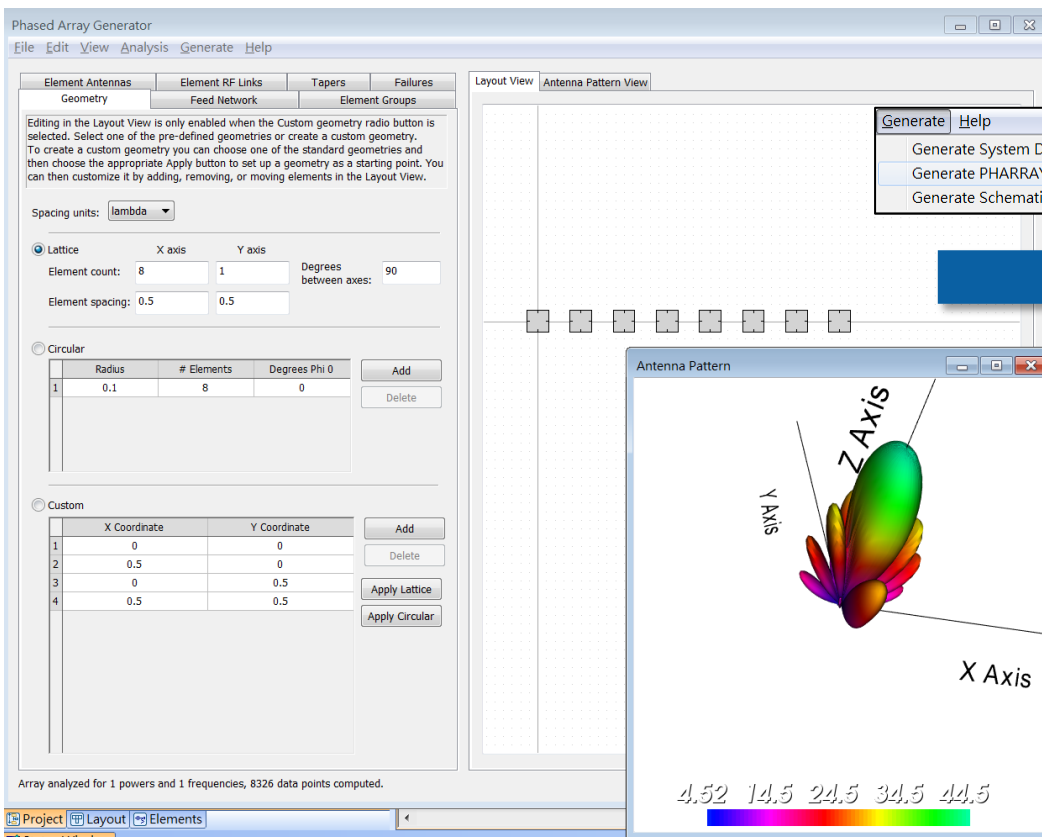 Phased Array Generator
File Edit View Analysis Generate Help
Element Antennas Element RF Links Tapers Failures
Geometry Feed Network Element Groups
Editing in the Layout View is only enabled when the Custom geometry radio button is
selected. Select one of the pre-defined geometries or create a custom geometry.
To create a custom geometry you can choose one of the standard geometries and
then choose the appropriate Apply button to set up a geometry as a starting point. You
can then customize it by adding, removing, or moving elements in the Layout View.
Spacing units: lambda
Lattice X axis Y axis
Element count: 8 1 Degrees
between axes: 90
Element spacing: 0.5 0.5
Circular
Radius # Elements Degrees Phi 0 Add
1 0.1 8 0
Delete
Custom
X Coordinate Y Coordinate Add
1 0 0
2 0.5 0 Delete
3 0 0.5
4 0.5 0.5
Apply Lattice
Apply Circular
Array analyzed for 1 powers and 1 frequencies, 8326 data points computed.
Project Layout Elements
Layout View Antenna Pattern View
Generate Help
Generate System D
Generate PHARRAY
Generate Schemati
Antenna Pattern
Z Axis
Y Axis
X Axis
4.52 14.5 24.5 34.5 44.5